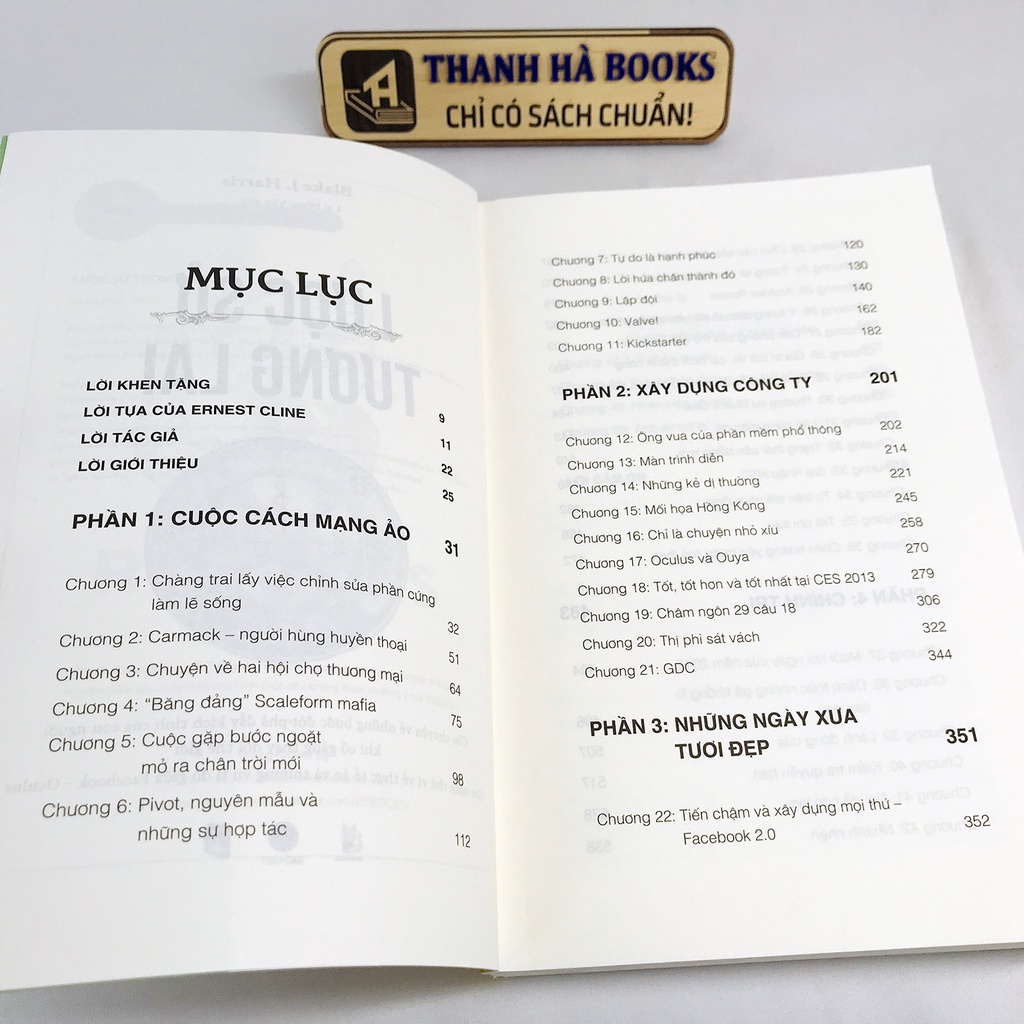 THANH HÀ BOOKS
CHỈ CÓ SÁCH CHUẨN!
MỤC LỤC
LỜI KHEN TẶNG 9
LỜI TỰA CỦA ERNEST CLINE 11
LỜI TÁC GIẢ 22
LỜI GIỚI THIỆU 25
PHẦN 1: CUỘC CÁCH MẠNG ẢO 31
Chương 1: Chàng trai lấy việc chỉnh sửa phần cứng
làm lẽ sống 32
Chương 2: Carmack – người hùng huyền thoại 51
Chương 3: Chuyện về hai hội chợ thương mại 64
Chương 4: “Băng đảng” Scaleform mafia 75
Chương 5: Cuộc gặp bước ngoặt
mở ra chân trời mới 98
Chương 6: Pivot, nguyên mẫu và
những sự hợp tác 112
Chương 7: Tự do là hạnh phúc 120
Chương 8: Lời hứa chân thành đó 130
Chương 9: Lập đội 140
Chương 10: Valve! 162
Chương 11: Kickstarter 182
PHẦN 2: XÂY DỰNG CÔNG TY 201
Chương 12: Ông vua của phần mềm phổ thông 202
Chương 13: Màn trình diễn 214
Chương 14: Những kẻ dị thường 221
Chương 15: Mối họa Hồng Kông 245
Chương 16: Chỉ là chuyện nhỏ xíu 258
Chương 17: Oculus và Ouya 270
Chương 18: Tốt, tốt hơn và tốt nhất tại CES 2013 279
Chương 19: Châm ngôn 29 câu 18 306
Chương 20: Thị phi sát vách 322
Chương 21: GDC 344
PHẦN 3: NHỮNG NGÀY XƯA
TƯƠI ĐẸP 351
Chương 22: Tiến chậm và xây dựng mọi thứ –
Facebook 2.0 352